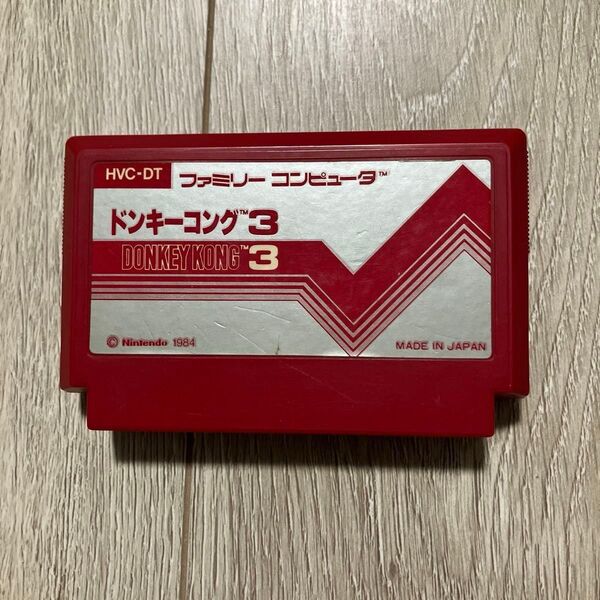 HVC-DT ファミリーコンピュータ™
ドンキーコング™3
DONKEY KONG™3
© Nintendo 1984
MADE IN JAPAN